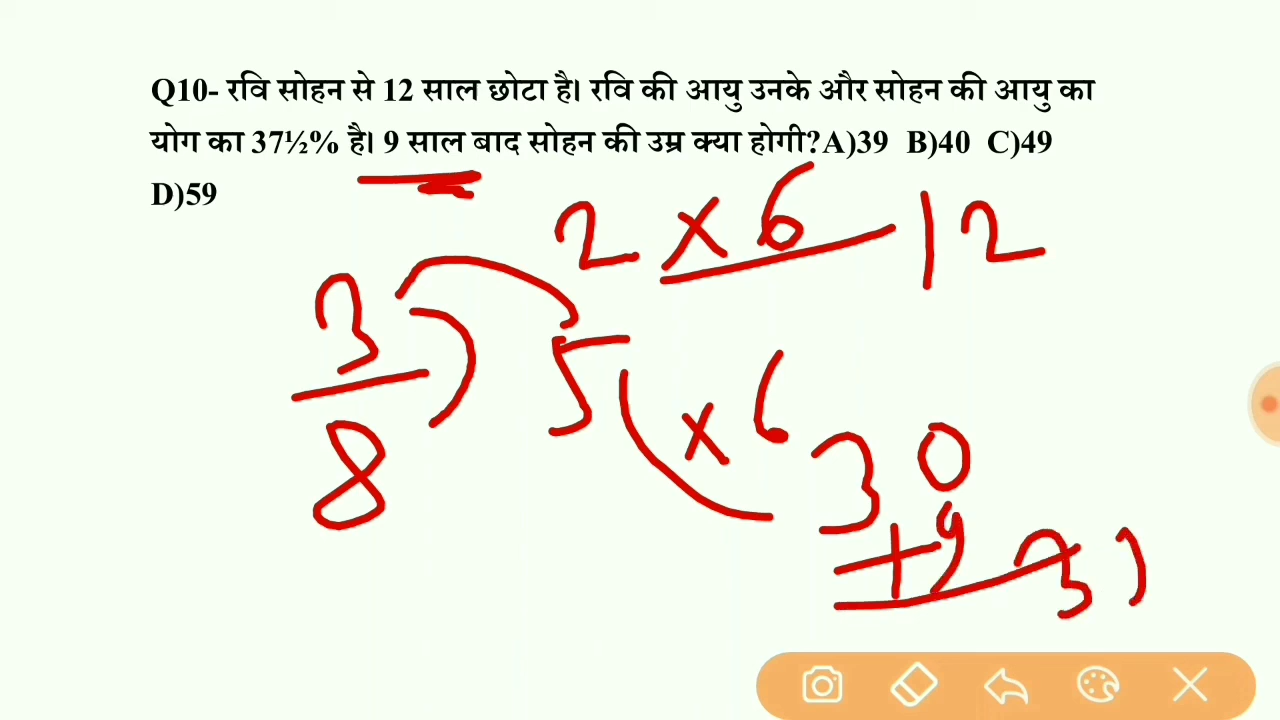 Q10- रवि सोहन से 12 साल छोटा है। रवि की आयु उनके और सोहन की आयु का
योग का 37½% है। 9 साल बाद सोहन की उम्र क्या होगी?A)39 B)40 C)49
D)59
2 × 6 12
3
5 × 6
8
30
+9 3